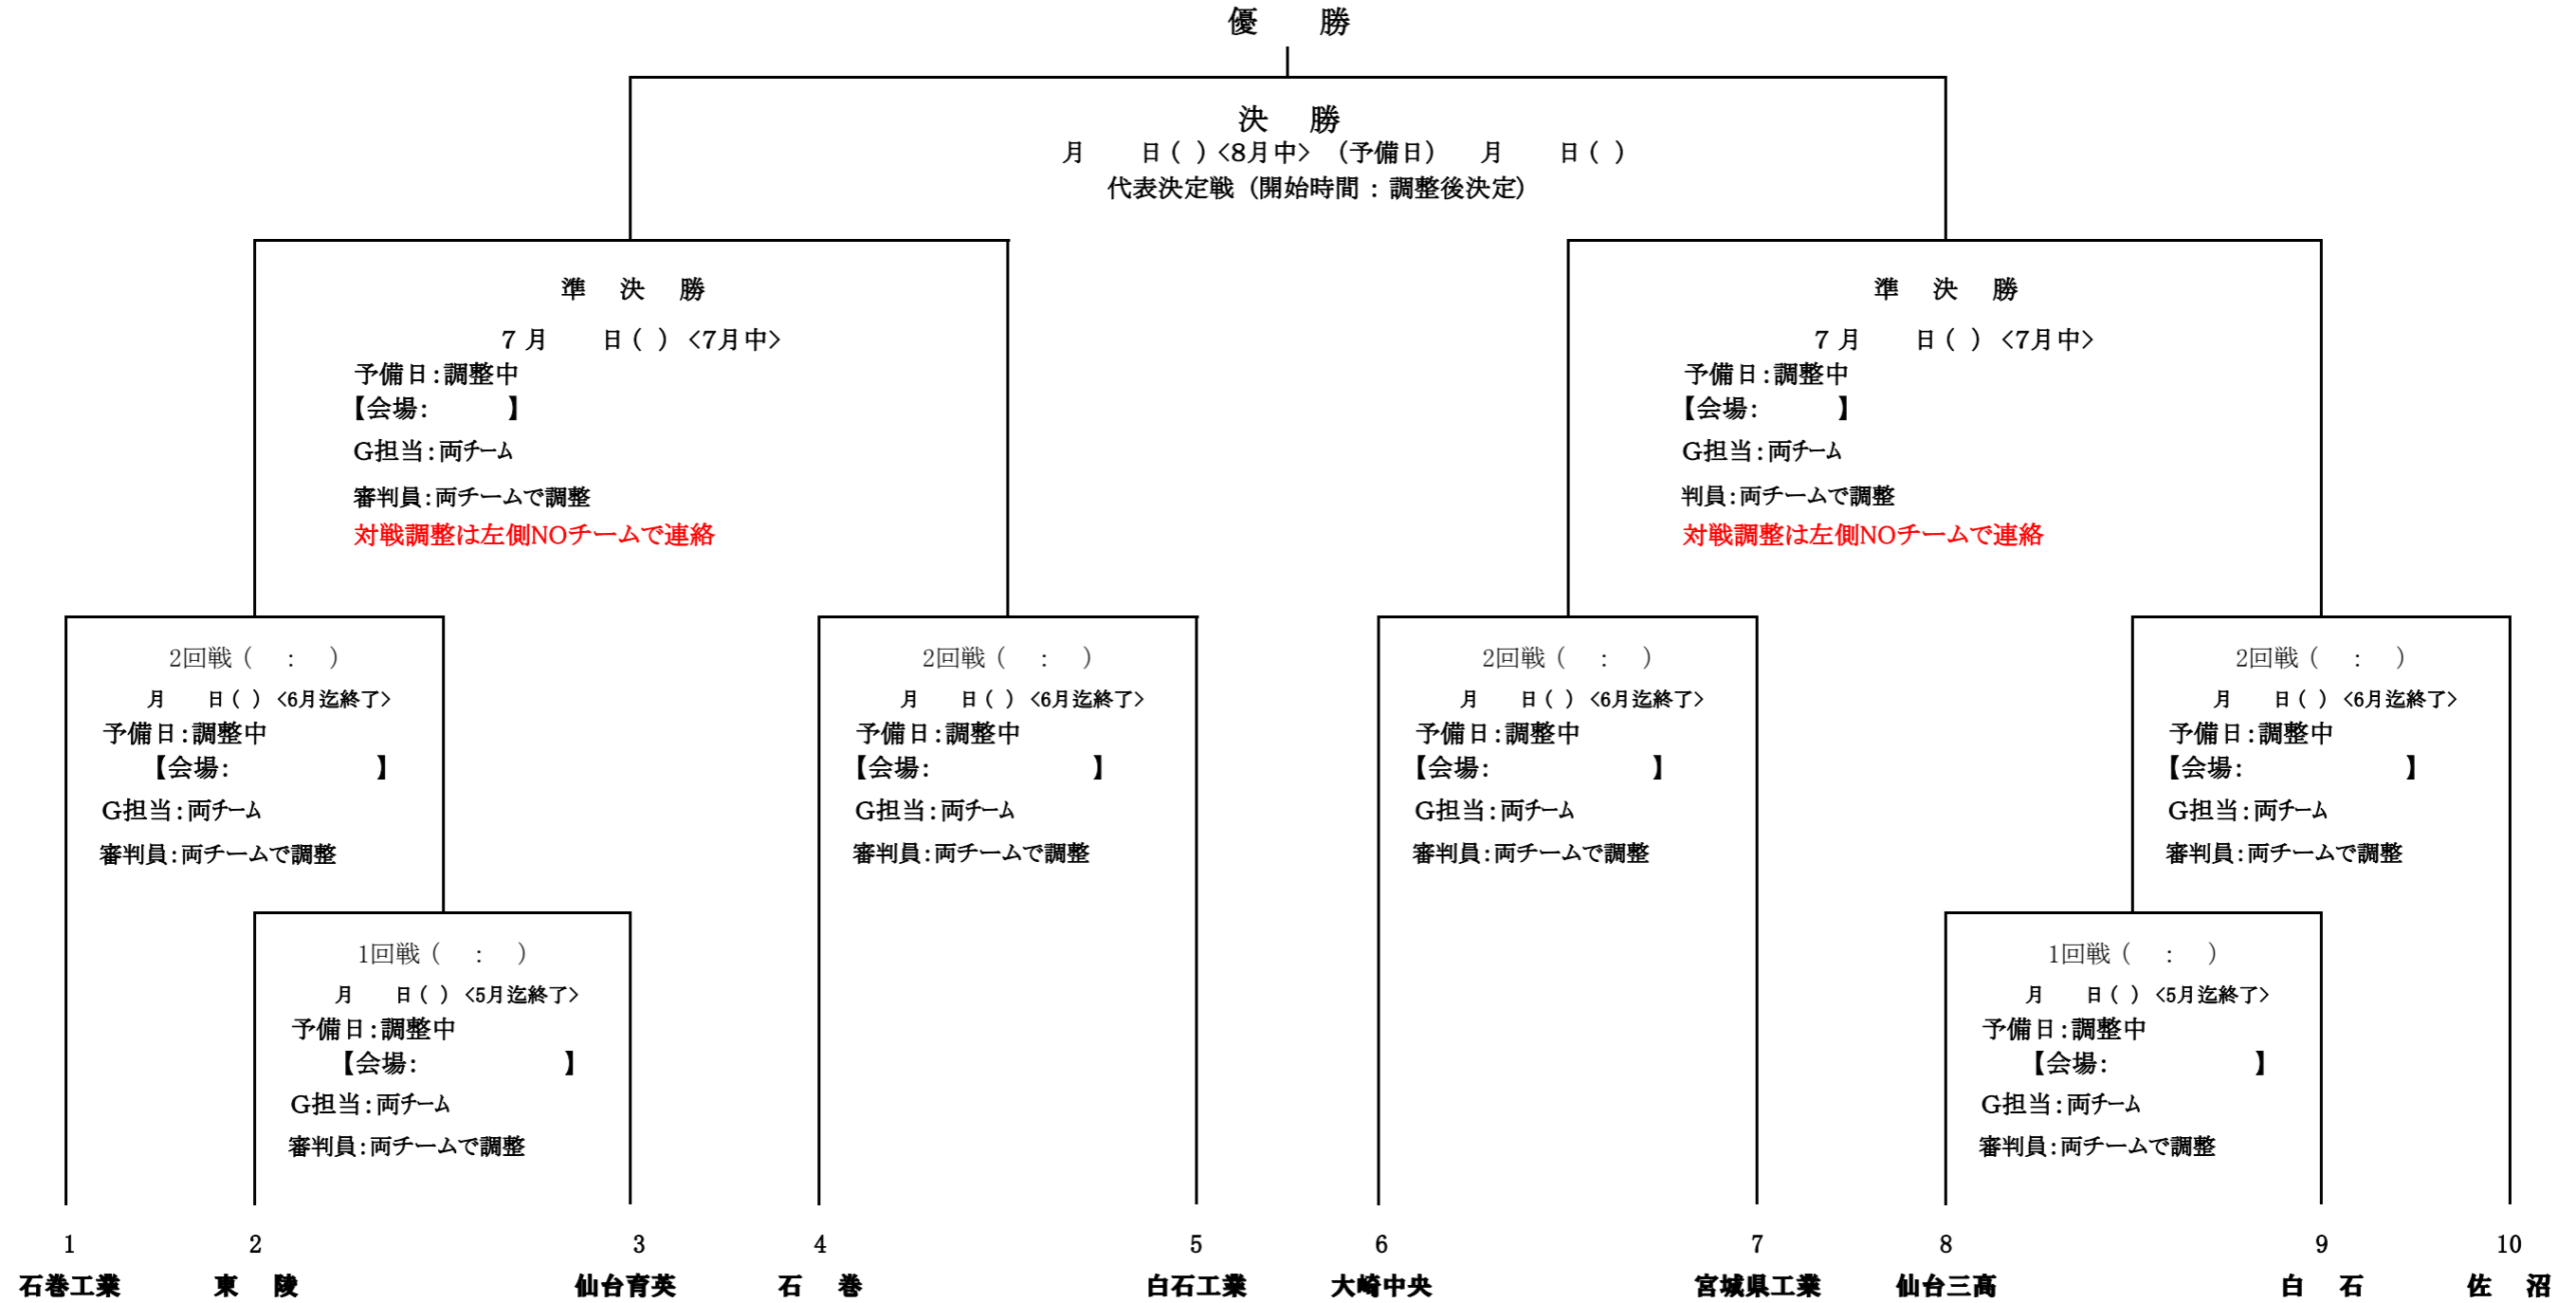 優　勝
決　勝
月　日（ ）<8月中>　（予備日）　月　日（ ）
代表決定戦（開始時間：調整後決定）
準　決　勝
7 月　日（ ）<7月中>
予備日：調整中
【会場：　】
G担当：両チーム
審判員：両チームで調整
対戦調整は左側NOチームで連絡
準　決　勝
7 月　日（ ）<7月中>
予備日：調整中
【会場：　】
G担当：両チーム
判員：両チームで調整
対戦調整は左側NOチームで連絡
2回戦（　：　）
月　日（ ）<6月迄終了>
予備日：調整中
【会場：　】
G担当：両チーム
審判員：両チームで調整
2回戦（　：　）
月　日（ ）<6月迄終了>
予備日：調整中
【会場：　】
G担当：両チーム
審判員：両チームで調整
2回戦（　：　）
月　日（ ）<6月迄終了>
予備日：調整中
【会場：　】
G担当：両チーム
審判員：両チームで調整
2回戦（　：　）
月　日（ ）<6月迄終了>
予備日：調整中
【会場：　】
G担当：両チーム
審判員：両チームで調整
1回戦（　：　）
月　日（ ）<5月迄終了>
予備日：調整中
【会場：　】
G担当：両チーム
審判員：両チームで調整
1回戦（　：　）
月　日（ ）<5月迄終了>
予備日：調整中
【会場：　】
G担当：両チーム
審判員：両チームで調整
1　2　3　4　5　6　7　8　9　10
石巻工業　東　陵　仙台育英　石　巻　白石工業　大崎中央　宮城県工業　仙台三高　白　石　佐　沼